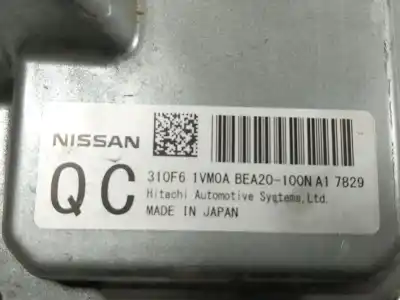 NISSAN
QC
310F6 1VM0A BEA20-100N A1 7829
Hitachi Automotive Systems,Ltd.
MADE IN JAPAN